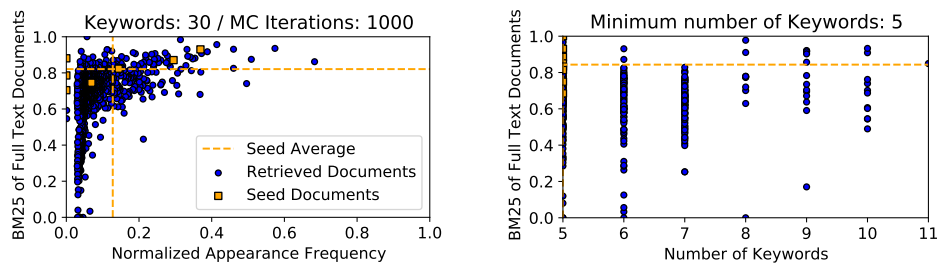 Keywords: 30 / MC Iterations: 1000
BM25 of Full Text Documents
1.0
0.8
0.6
0.4
0.2
0.0
0.0 0.2 0.4 0.6 0.8 1.0
Normalized Appearance Frequency
Seed Average
Retrieved Documents
Seed Documents
Minimum number of Keywords: 5
BM25 of Full Text Documents
1.0
0.8
0.6
0.4
0.2
0.0
5 6 7 8 9 10 11
Number of Keywords